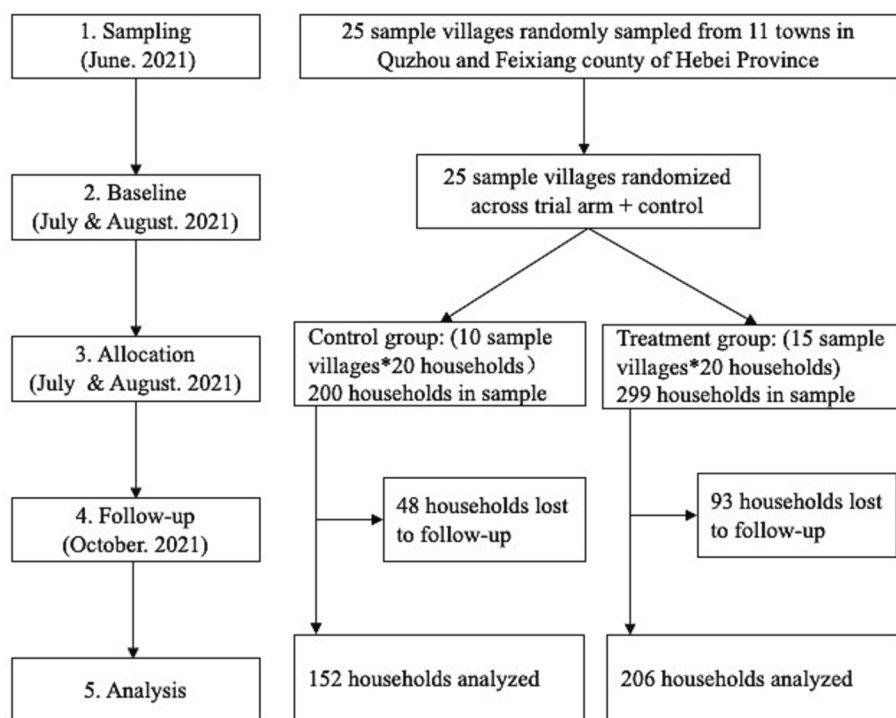 1. Sampling
(June. 2021)
25 sample villages randomly sampled from 11 towns in
Quzhou and Feixiang county of Hebei Province
2. Baseline
(July & August. 2021)
25 sample villages randomized
across trial arm + control
3. Allocation
(July & August. 2021)
Control group: (10 sample
villages*20 households）
200 households in sample
Treatment group: (15 sample
villages*20 households)
299 households in sample
4. Follow-up
(October. 2021)
48 households lost
to follow-up
93 households lost
to follow-up
5. Analysis
152 households analyzed
206 households analyzed